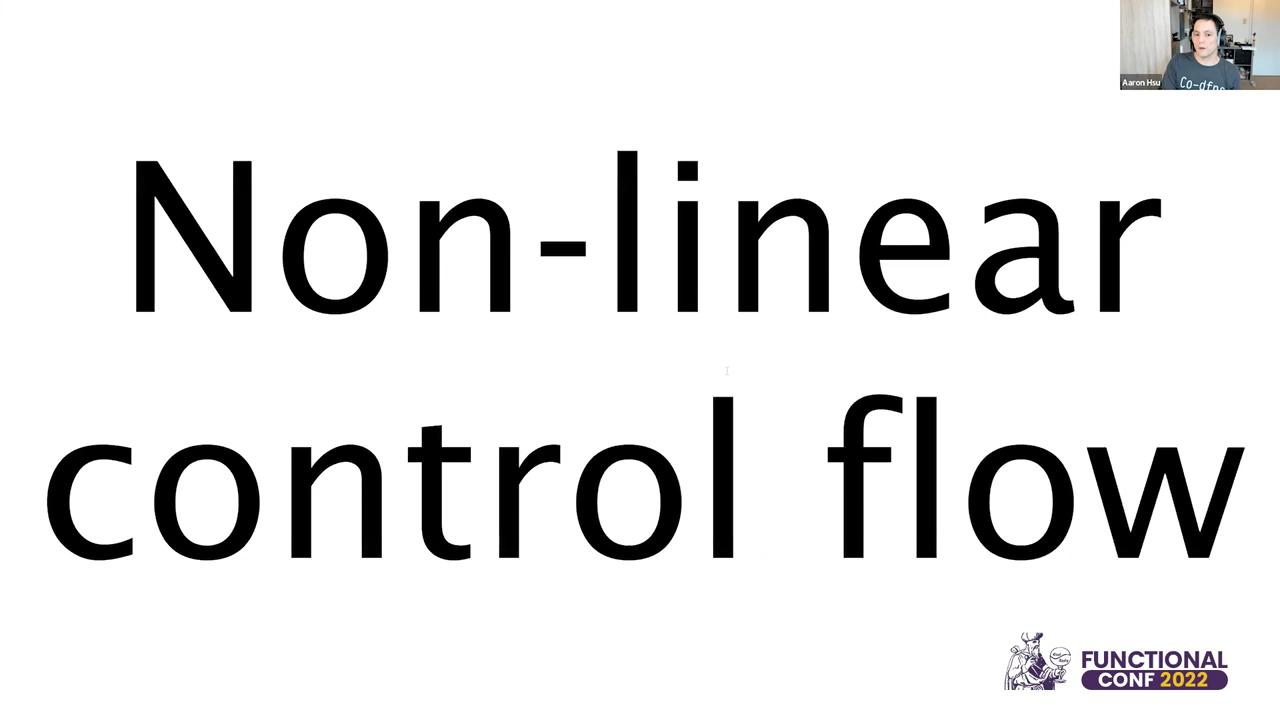 Aaron Hsu
Non-linear
control flow
FUNCTIONAL
CONF 2022